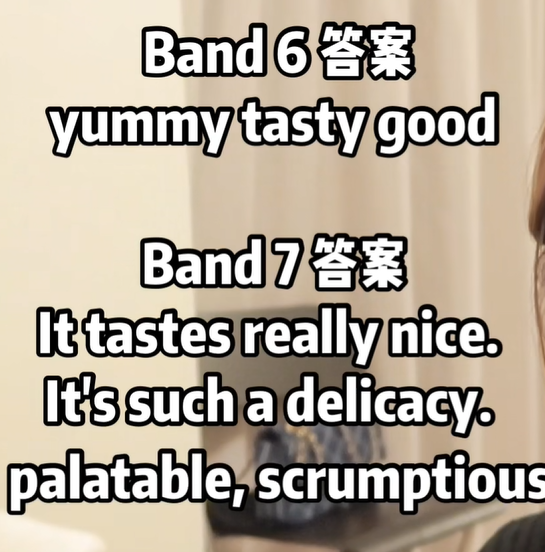 Band 6 答案
yummy tasty good
Band 7 答案
It tastes really nice.
It's such a delicacy.
palatable, scrumptious